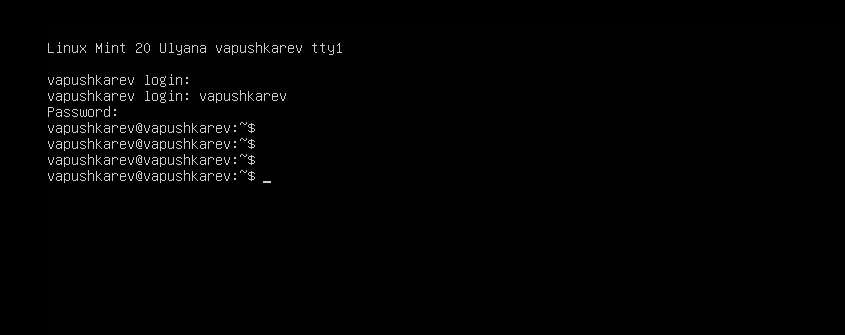 Linux Mint 20 Ulyana vapushkarev tty1
vapushkarev login:
vapushkarev login: vapushkarev
Password:
vapushkarev@vapushkarev:~$
vapushkarev@vapushkarev:~$
vapushkarev@vapushkarev:~$
vapushkarev@vapushkarev:~$ _